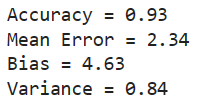 Accuracy = 0.93
Mean Error = 2.34
Bias = 4.63
Variance = 0.84